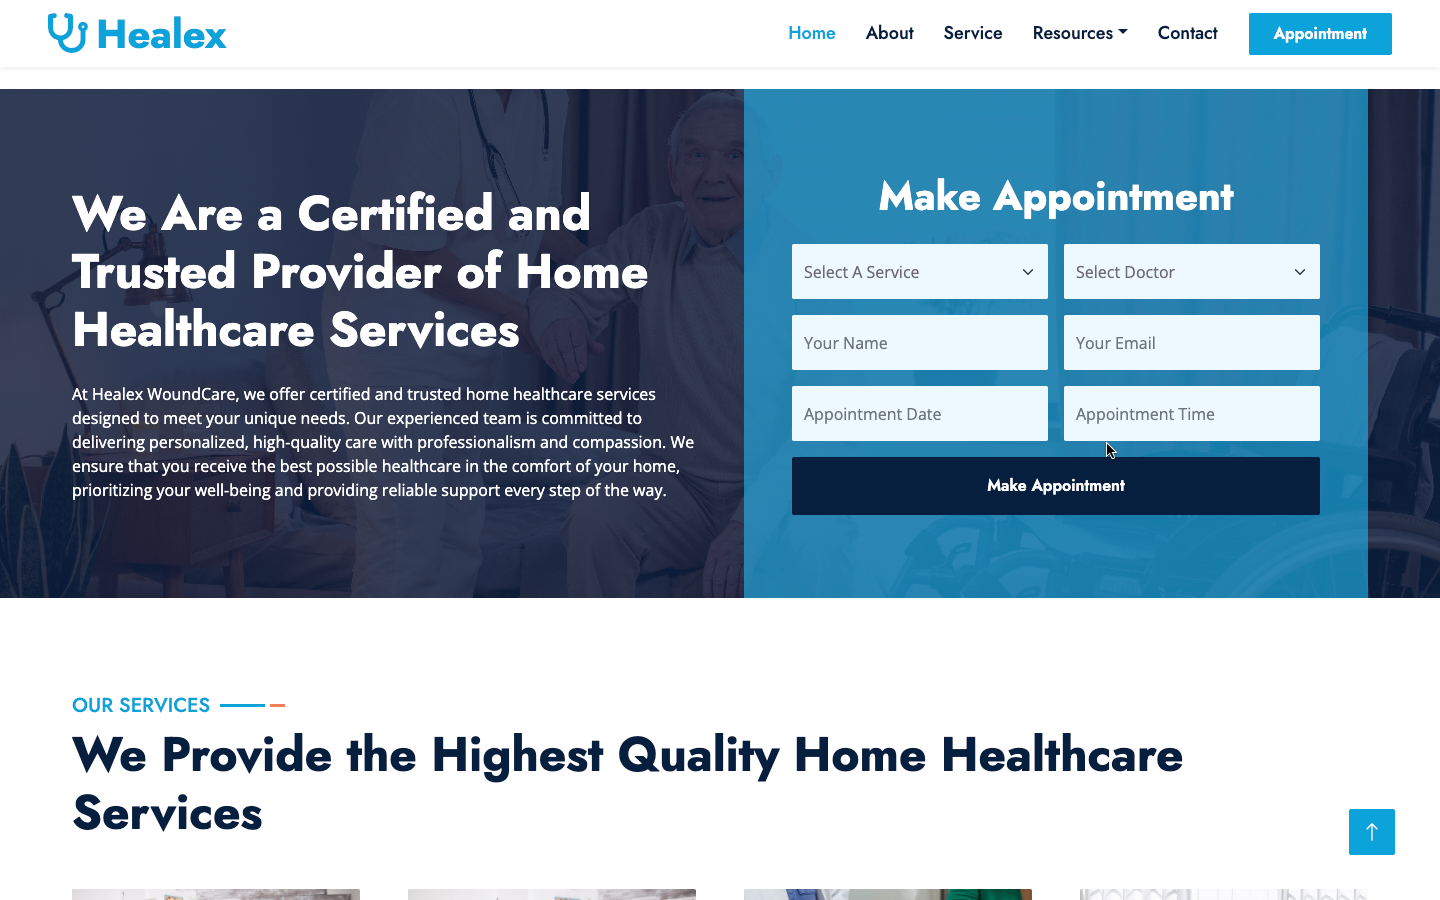 Healex
Home
About
Service
Resources
Contact
Appointment
We Are a Certified and
Trusted Provider of Home
Healthcare Services
At Healex WoundCare, we offer certified and trusted home healthcare services
designed to meet your unique needs. Our experienced team is committed to
delivering personalized, high-quality care with professionalism and compassion. We
ensure that you receive the best possible healthcare in the comfort of your home,
prioritizing your well-being and providing reliable support every step of the way.
Make Appointment
Select A Service
Select Doctor
Your Name
Your Email
Appointment Date
Appointment Time
Make Appointment
OUR SERVICES
We Provide the Highest Quality Home Healthcare
Services